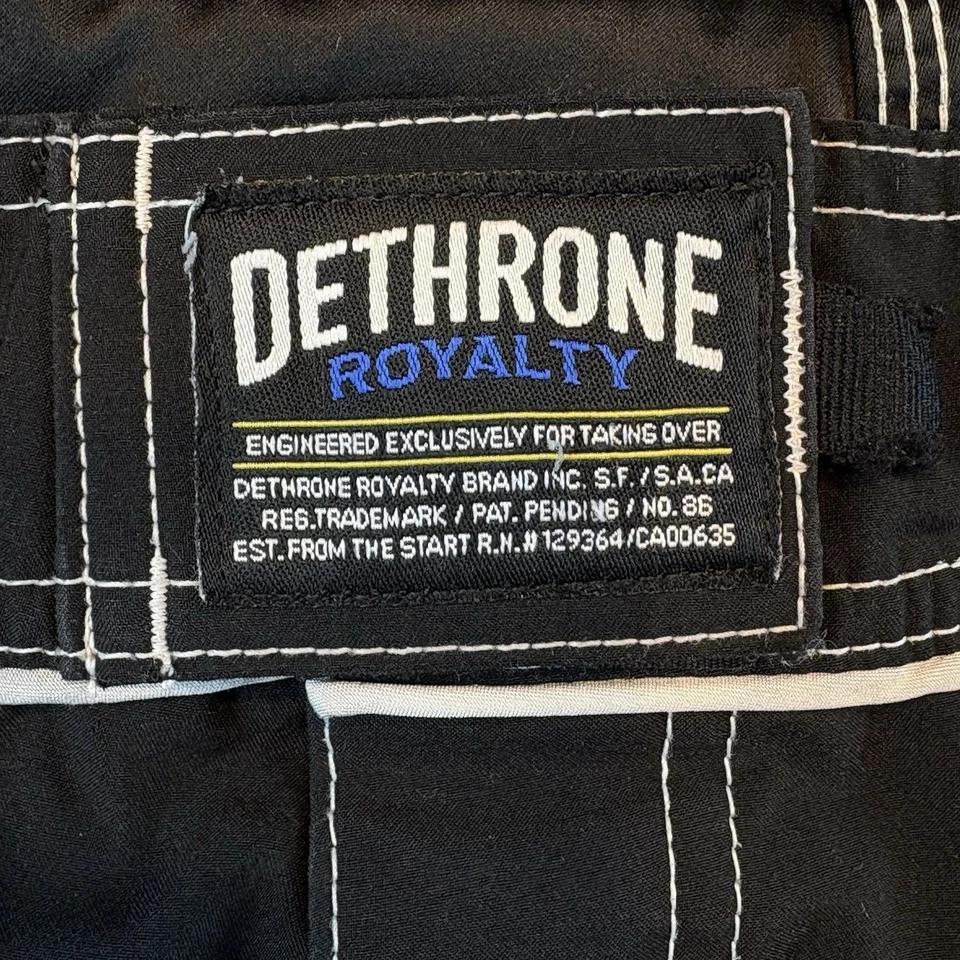 DETHRONE
ROYALTY
ENGINEERED EXCLUSIVELY FOR TAKING OVER
DETHRONE ROYALTY BRAND INC. S.F. / S.A.CA
REG.TRADEMARK / PAT. PENDING / NO. 86
EST. FROM THE START R.N.# 129364/CA00635